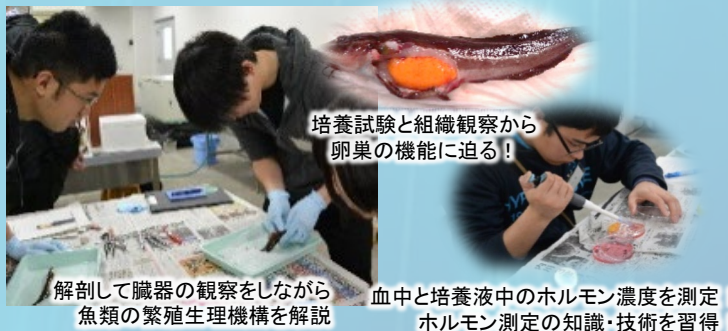 培養試験と組織観察から
卵巣の機能に迫る！
解剖して臓器の観察をしながら
魚類の繁殖生理機構を解説
血中と培養液中のホルモン濃度を測定
ホルモン測定の知識・技術を習得